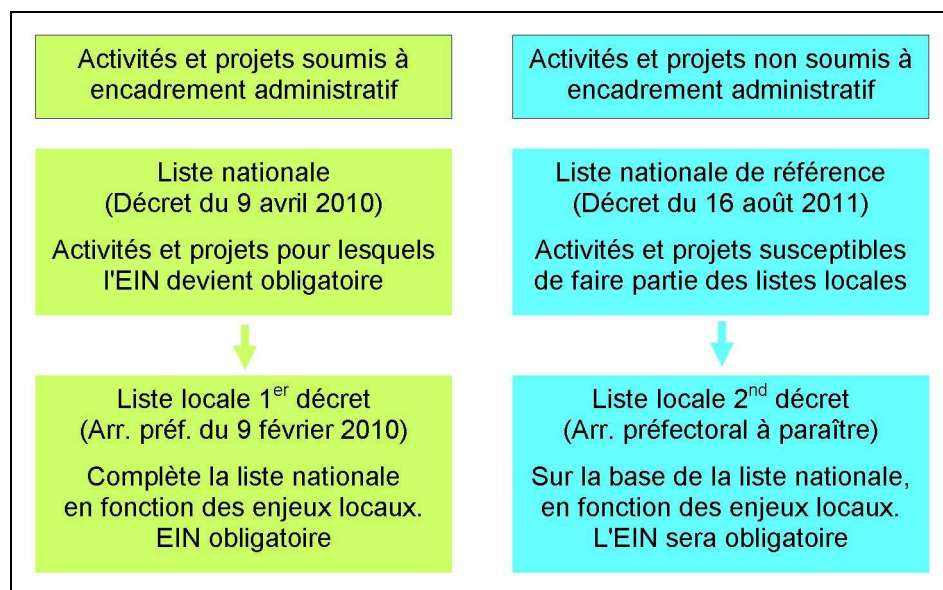 Activités et projets soumis à
encadrement administratif
Liste nationale
(Décret du 9 avril 2010)
Activités et projets pour lesquels
l'EIN devient obligatoire
Liste locale 1er décret
(Arr. préf. du 9 février 2010)
Complète la liste nationale
en fonction des enjeux locaux.
EIN obligatoire
Activités et projets non soumis à
encadrement administratif
Liste nationale de référence
(Décret du 16 août 2011)
Activités et projets susceptibles
de faire partie des listes locales
Liste locale 2nd décret
(Arr. préfectoral à paraître)
Sur la base de la liste nationale,
en fonction des enjeux locaux.
L'EIN sera obligatoire